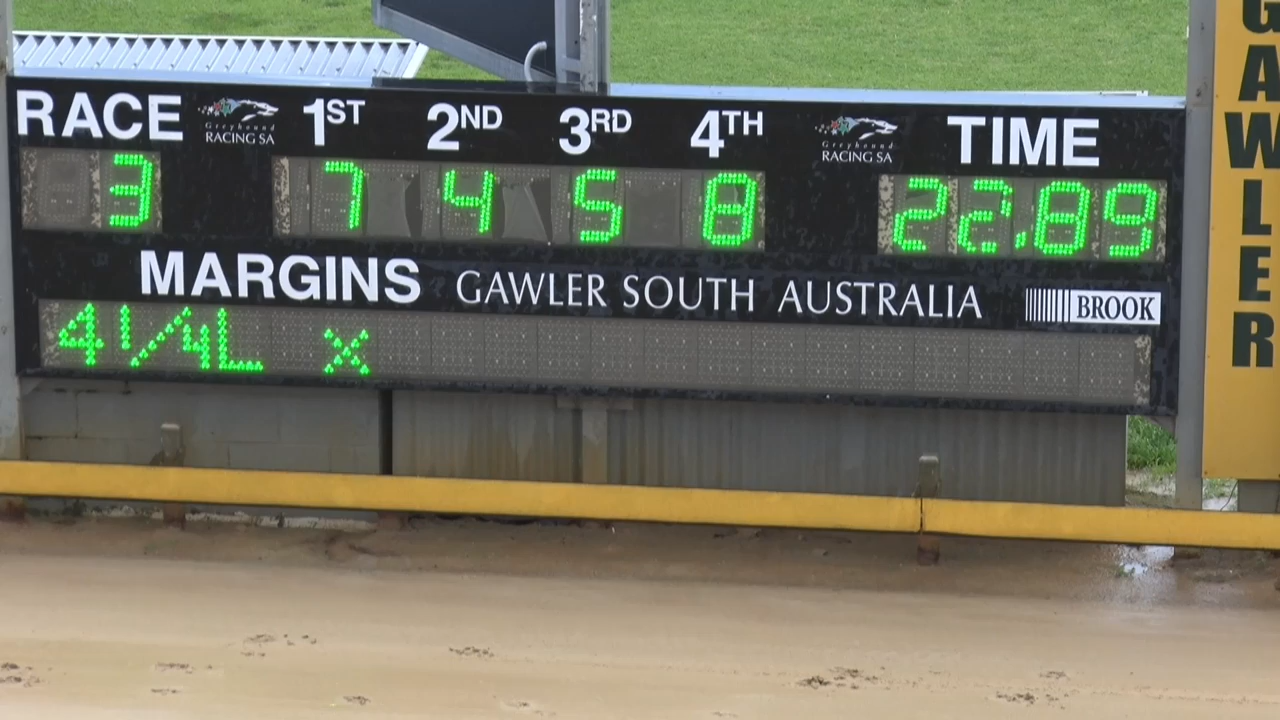 RACE Greyhound RACING SA 1ST 2ND 3RD 4TH Greyhound RACING SA TIME
3 7 4 5 8 22.89
MARGINS GAWLER SOUTH AUSTRALIA BROOK
4 1/4L x
GAWLER